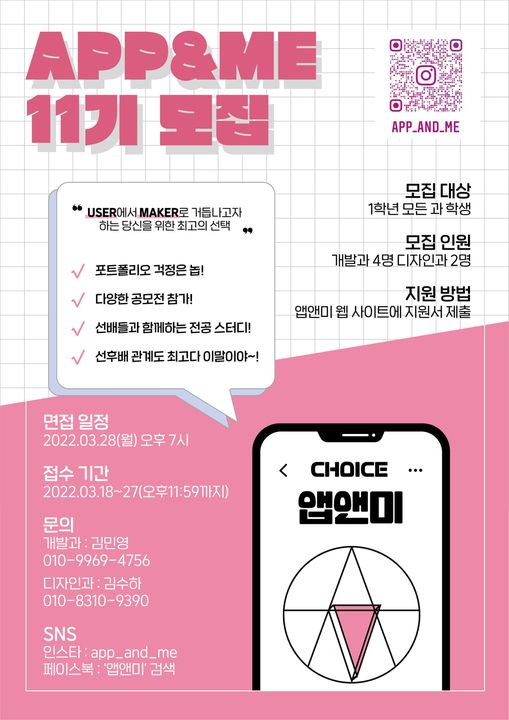 APP&ME
11기 모집
APP_AND_ME
❝ USER에서 MAKER로 거듭나고자
하는 당신을 위한 최고의 선택 ❞
✓ 포트폴리오 걱정은 놉!
✓ 다양한 공모전 참가!
✓ 선배들과 함께하는 전공 스터디!
✓ 선후배 관계도 최고다 이말이야~!
모집 대상
1학년 모든 과 학생
모집 인원
개발과 4명 디자인과 2명
지원 방법
앱앤미 웹 사이트에 지원서 제출
면접 일정
2022.03.28(월) 오후 7시
접수 기간
2022.03.18~27(오후11:59까지)
문의
개발과 : 김민영
010-9969-4756
디자인과 : 김수하
010-8310-9390
SNS
인스타 : app_and_me
페이스북 : '앱앤미' 검색
CHOICE
앱앤미